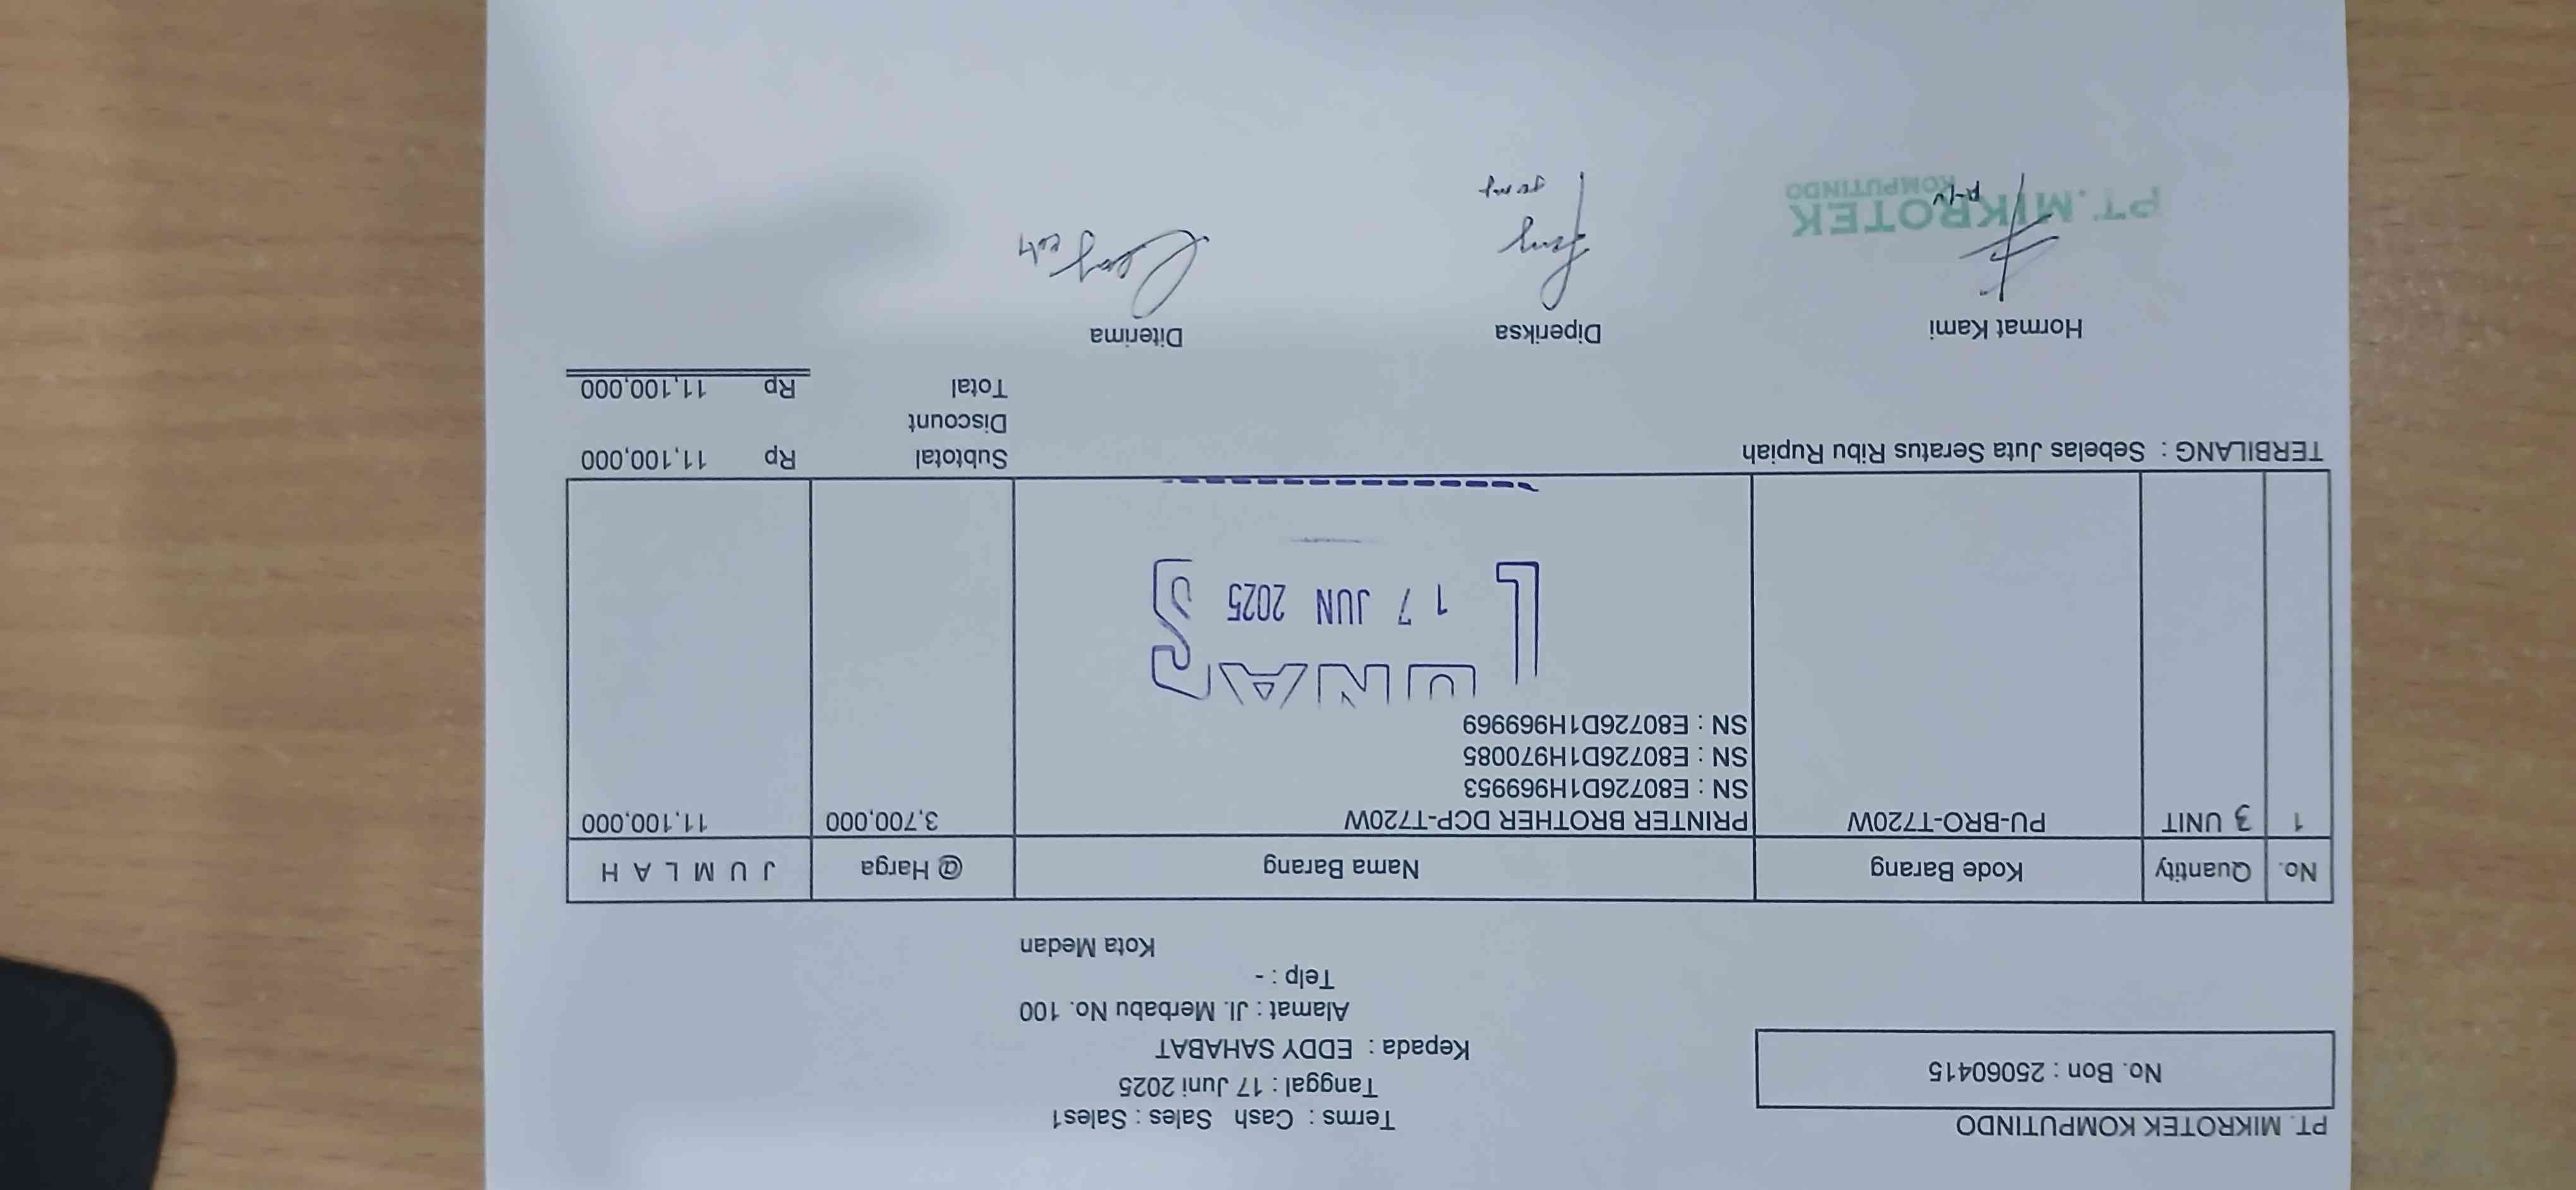 PT. MIKROTEK KOMPUTINDO
No. Bon : 25060415
Terms : Cash Sales : Sales1
Tanggal : 17 Juni 2025
Kepada : EDDY SAHABAT
Alamat : Jl. Merbabu No. 100
Telp : -
Kota Medan
No. Quantity Kode Barang Nama Barang @ Harga J U M L A H
1 3 UNIT PU-BRO-T720W PRINTER BROTHER DCP-T720W 3,700,000 11,100,000
SN : E80726D1H969953
SN : E80726D1H970085
SN : E80726D1H969969
LUNAS
17 JUN 2025
TERBILANG : Sebelas Juta Seratus Ribu Rupiah
Subtotal Rp 11,100,000
Discount
Total Rp 11,100,000
Hormat Kami Diperiksa Diterima
PT. MIKROTEK
KOMPUTINDO